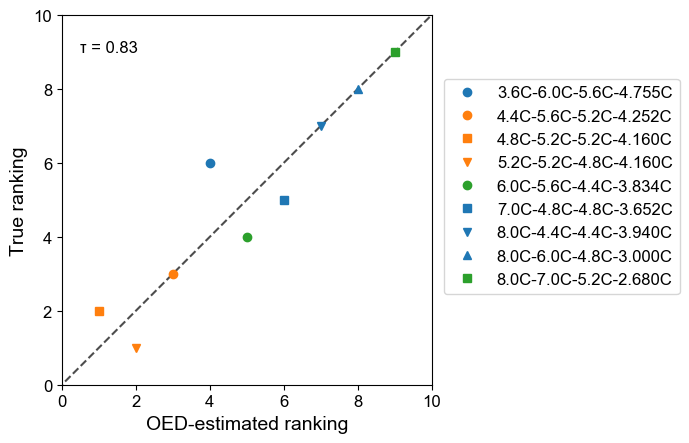 10
8
6
4
2
0
True ranking
τ = 0.83
0
2
4
6
8
10
OED-estimated ranking
3.6C-6.0C-5.6C-4.755C
4.4C-5.6C-5.2C-4.252C
4.8C-5.2C-5.2C-4.160C
5.2C-5.2C-4.8C-4.160C
6.0C-5.6C-4.4C-3.834C
7.0C-4.8C-4.8C-3.652C
8.0C-4.4C-4.4C-3.940C
8.0C-6.0C-4.8C-3.000C
8.0C-7.0C-5.2C-2.680C